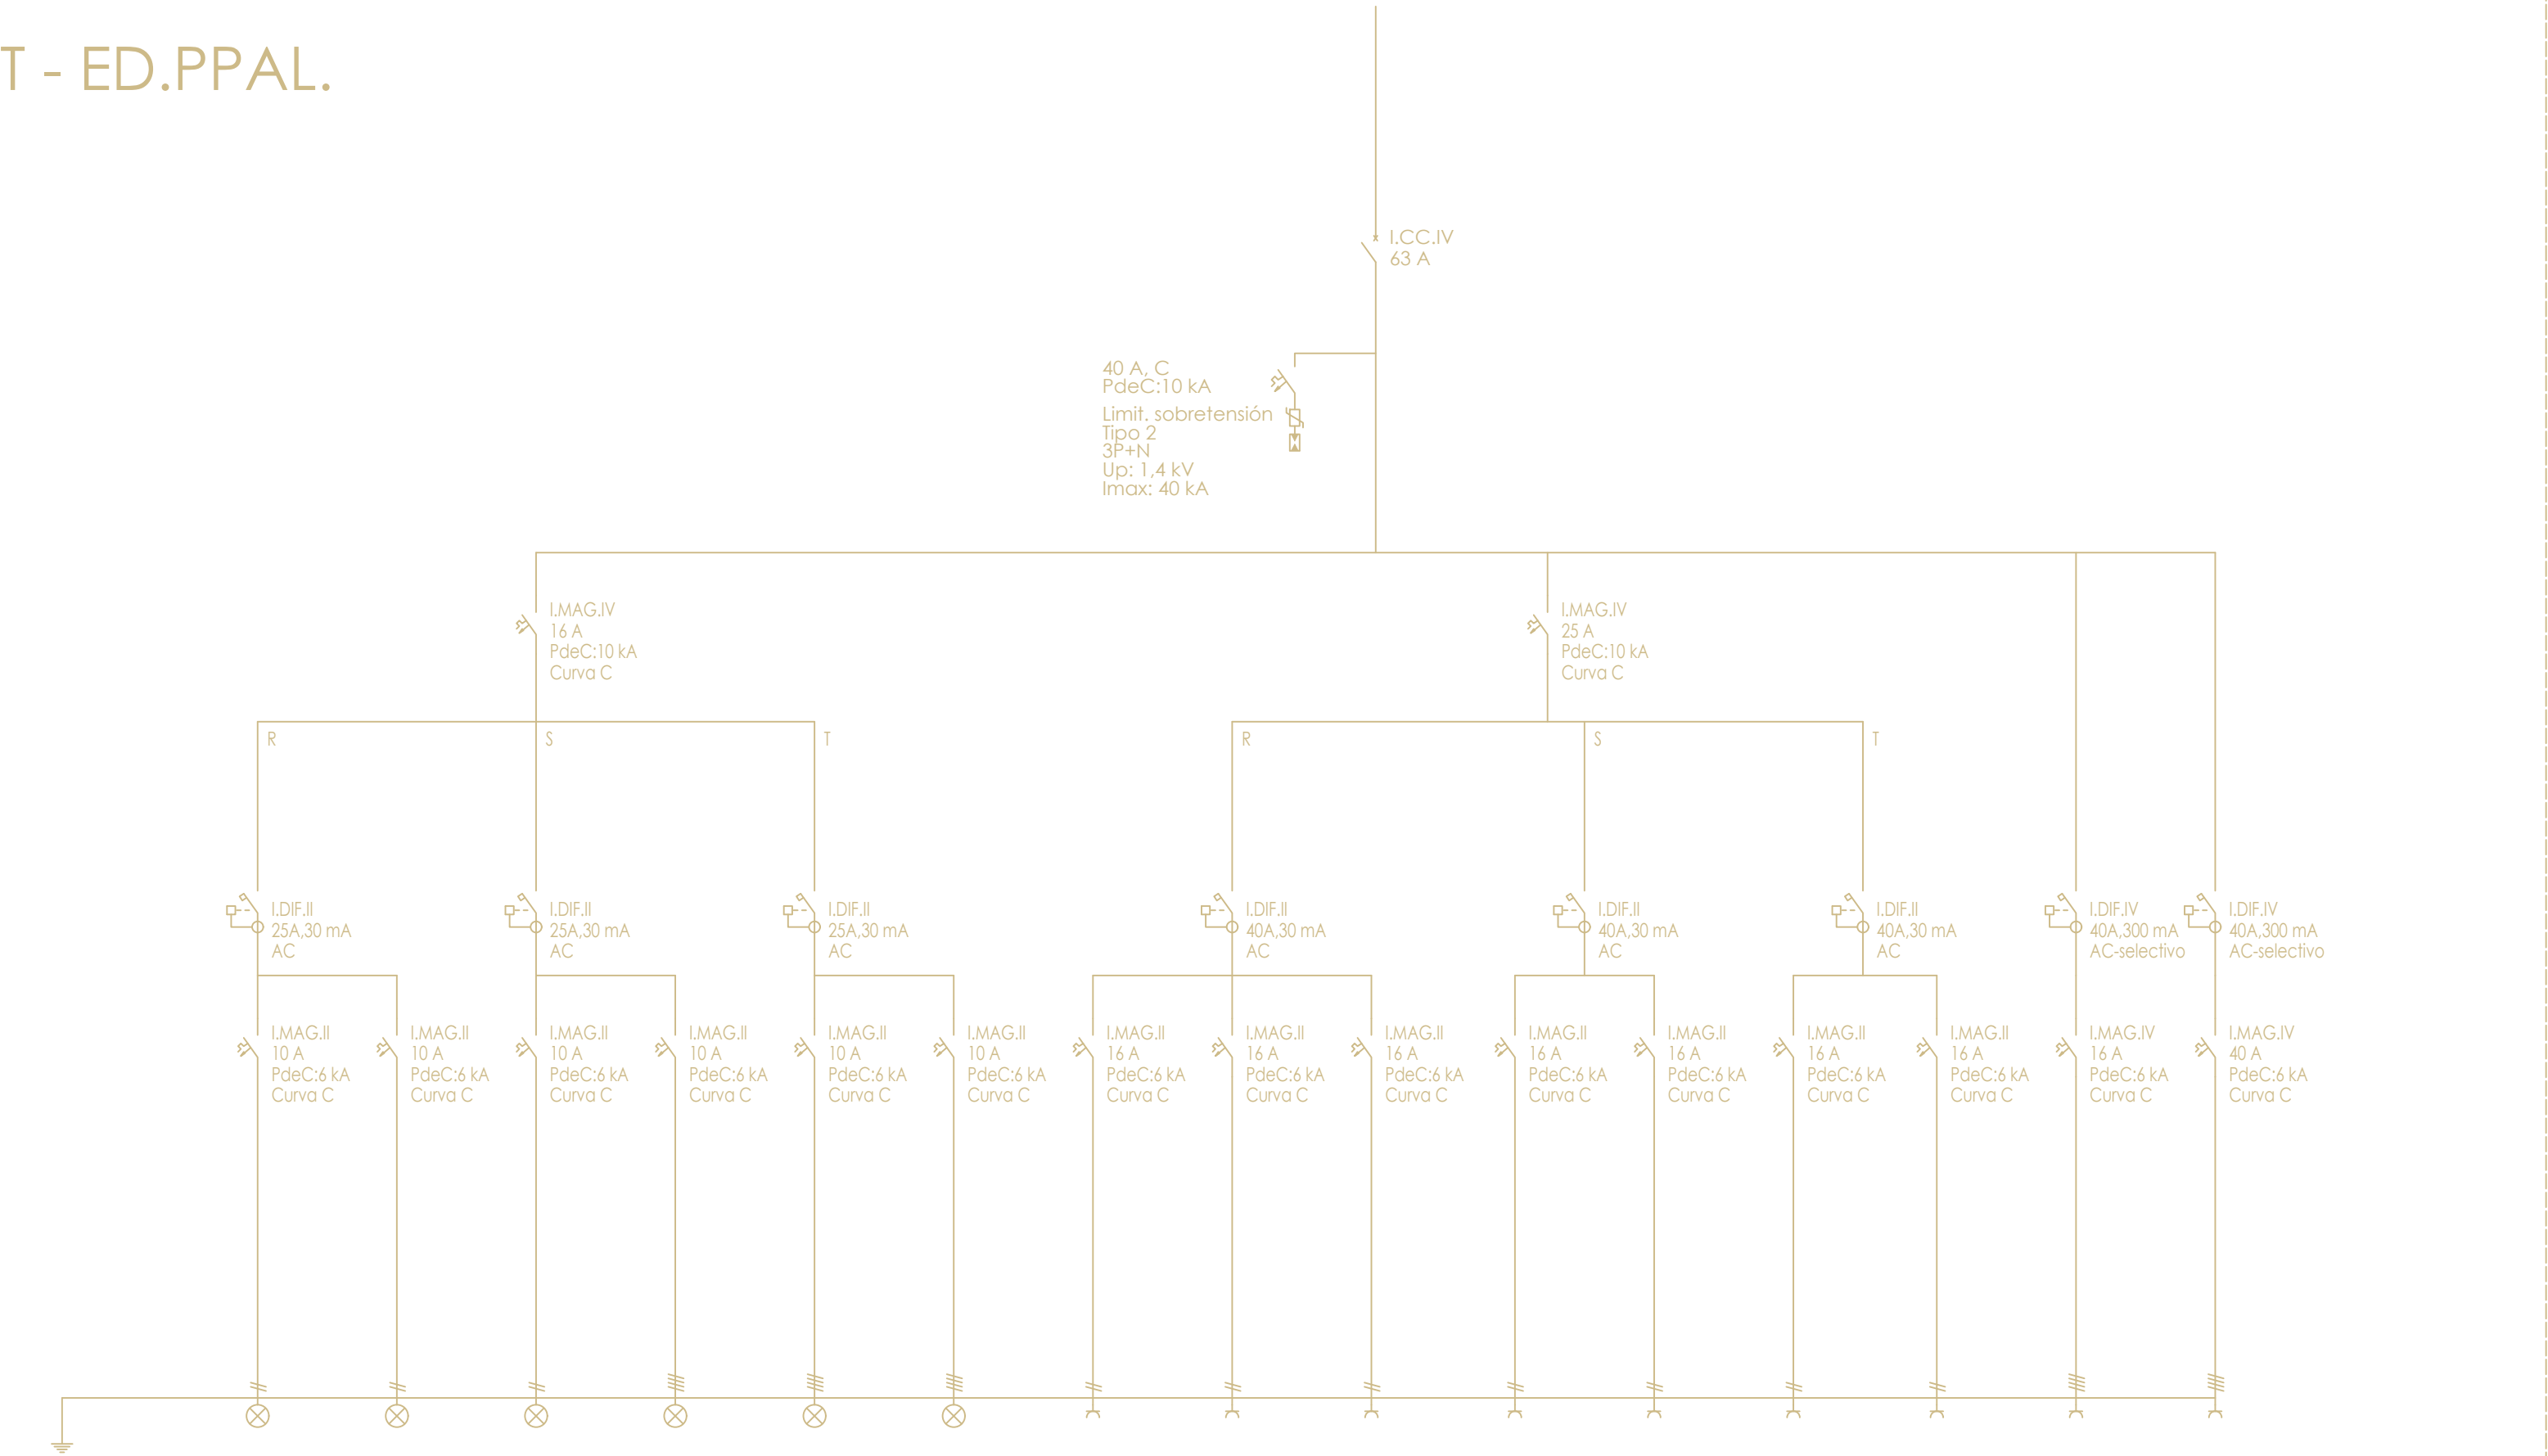 T - ED.PPAL.
I.CC.IV
63 A
40 A, C
PdeC:10 kA
Limit. sobretensión
Tipo 2
3P+N
Up: 1,4 kV
Imax: 40 kA
I.MAG.IV
16 A
PdeC:10 kA
Curva C
I.MAG.IV
25 A
PdeC:10 kA
Curva C
R
S
T
R
S
T
I.DIF.II
25A,30 mA
AC
I.DIF.II
25A,30 mA
AC
I.DIF.II
25A,30 mA
AC
I.DIF.II
40A,30 mA
AC
I.DIF.II
40A,30 mA
AC
I.DIF.II
40A,30 mA
AC
I.DIF.IV
40A,300 mA
AC-selectivo
I.DIF.IV
40A,300 mA
AC-selectivo
I.MAG.II
10 A
PdeC:6 kA
Curva C
I.MAG.II
10 A
PdeC:6 kA
Curva C
I.MAG.II
10 A
PdeC:6 kA
Curva C
I.MAG.II
10 A
PdeC:6 kA
Curva C
I.MAG.II
10 A
PdeC:6 kA
Curva C
I.MAG.II
10 A
PdeC:6 kA
Curva C
I.MAG.II
16 A
PdeC:6 kA
Curva C
I.MAG.II
16 A
PdeC:6 kA
Curva C
I.MAG.II
16 A
PdeC:6 kA
Curva C
I.MAG.II
16 A
PdeC:6 kA
Curva C
I.MAG.II
16 A
PdeC:6 kA
Curva C
I.MAG.II
16 A
PdeC:6 kA
Curva C
I.MAG.II
16 A
PdeC:6 kA
Curva C
I.MAG.IV
16 A
PdeC:6 kA
Curva C
I.MAG.IV
40 A
PdeC:6 kA
Curva C